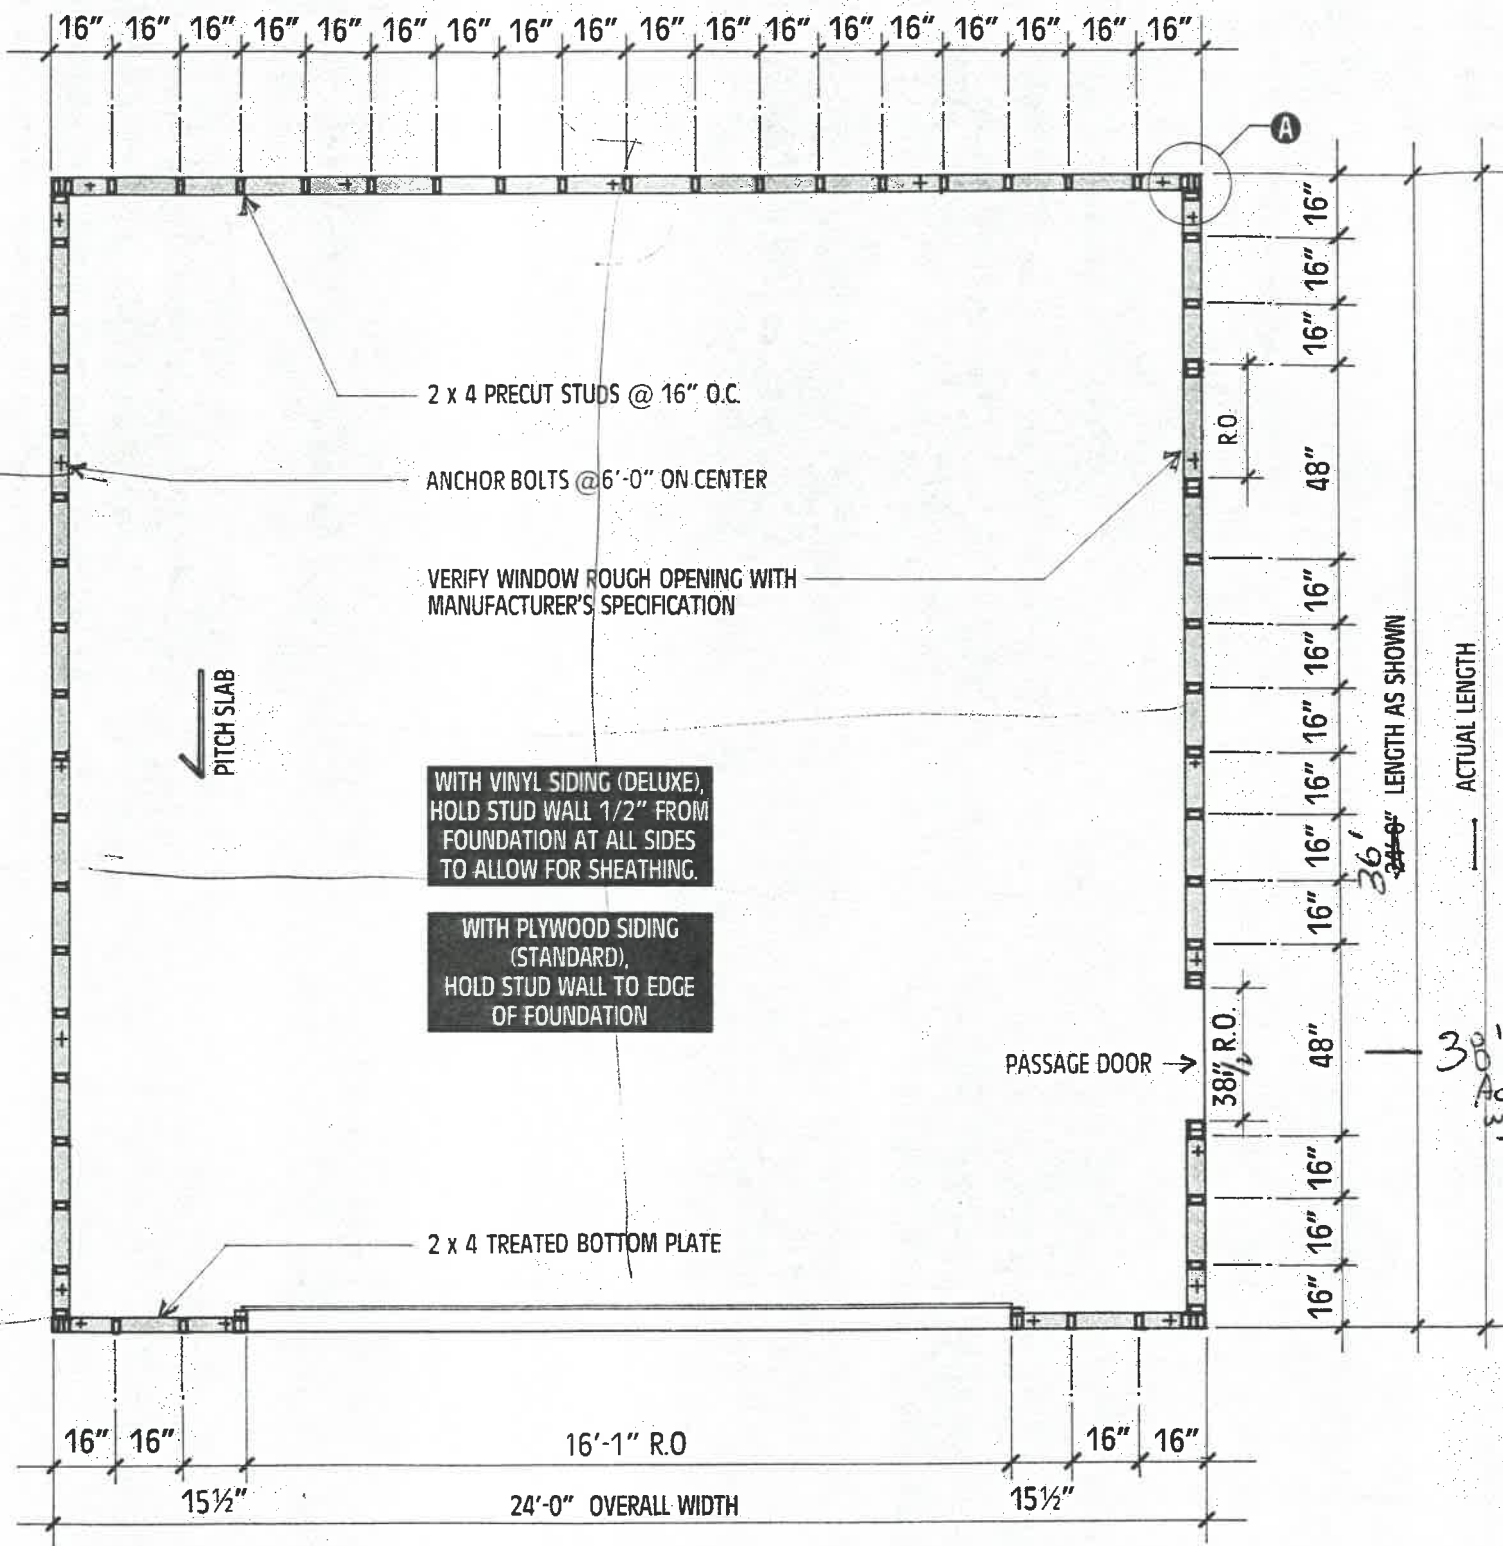 16" 16" 16" 16" 16" 16" 16" 16" 16" 16" 16" 16" 16" 16" 16" 16" 16" 16"
A
16"
16"
16"
2 x 4 PRECUT STUDS @ 16" O.C.
R.O.
ANCHOR BOLTS @ 6'-0" ON CENTER
48"
VERIFY WINDOW ROUGH OPENING WITH
MANUFACTURER'S SPECIFICATION
16"
16"
16"
16"
16"
16"
PITCH SLAB
36' LENGTH AS SHOWN
ACTUAL LENGTH
WITH VINYL SIDING (DELUXE),
HOLD STUD WALL 1/2" FROM
FOUNDATION AT ALL SIDES
TO ALLOW FOR SHEATHING.
WITH PLYWOOD SIDING
(STANDARD),
HOLD STUD WALL TO EDGE
OF FOUNDATION
PASSAGE DOOR
38 1/2" R.O.
48"
16"
16"
16"
2 x 4 TREATED BOTTOM PLATE
16" 16" 16'-1" R.O 16" 16"
15½" 24'-0" OVERALL WIDTH 15½"